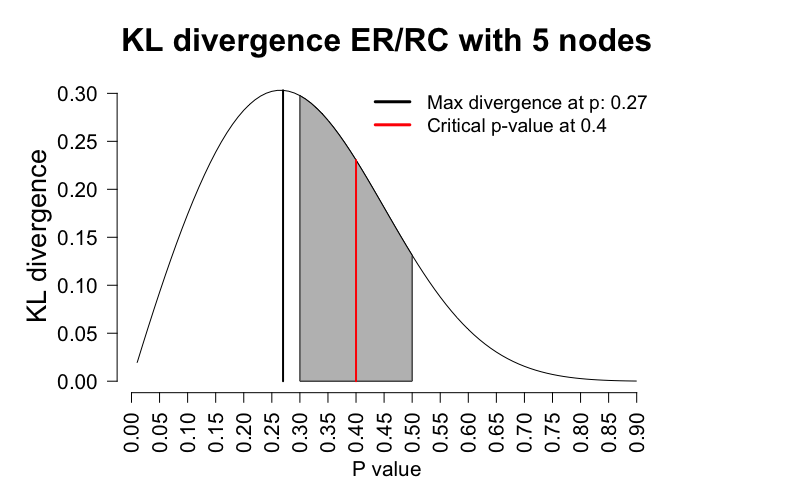 KL divergence ER/RC with 5 nodes
Max divergence at p: 0.27
Critical p-value at 0.4
KL divergence
0.30
0.25
0.20
0.15
0.10
0.05
0.00
0.00 0.05 0.10 0.15 0.20 0.25 0.30 0.35 0.40 0.45 0.50 0.55 0.60 0.65 0.70 0.75 0.80 0.85 0.90
P value